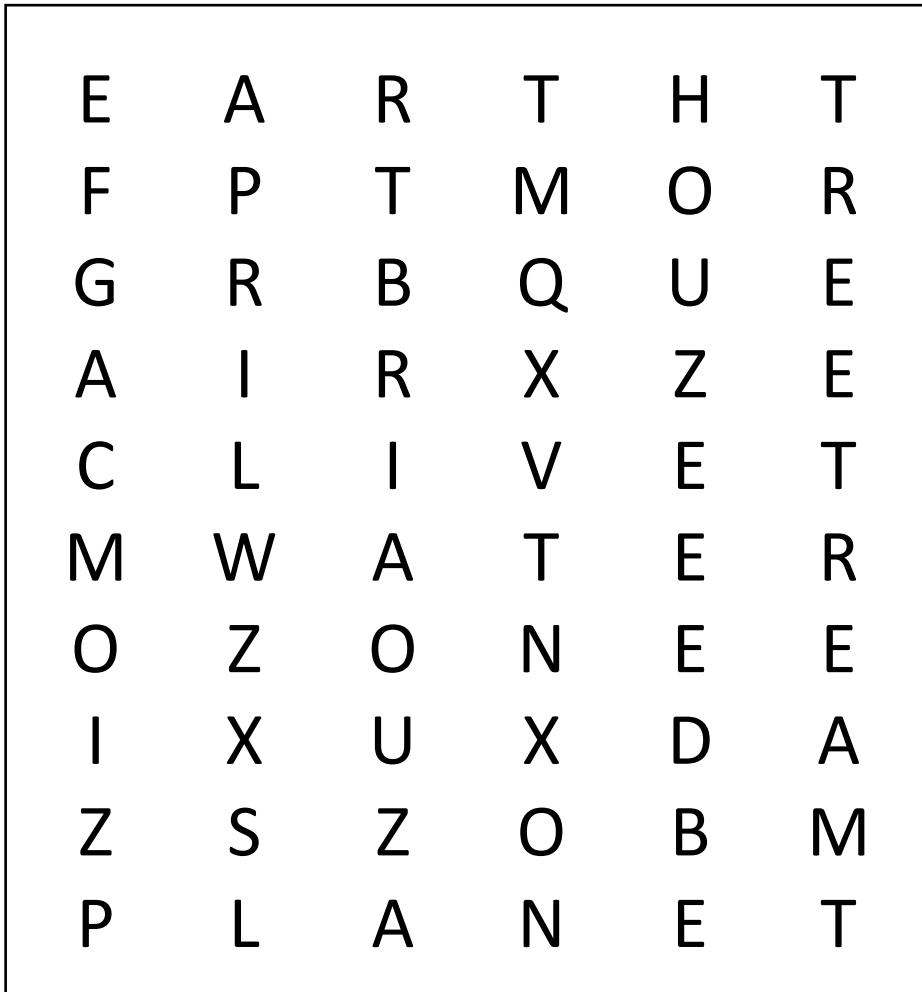 E A R T H T
F P T M O R
G R B Q U E
A I R X Z E
C L I V E T
M W A T E R
O Z O N E E
I X U X D A
Z S Z O B M
P L A N E T